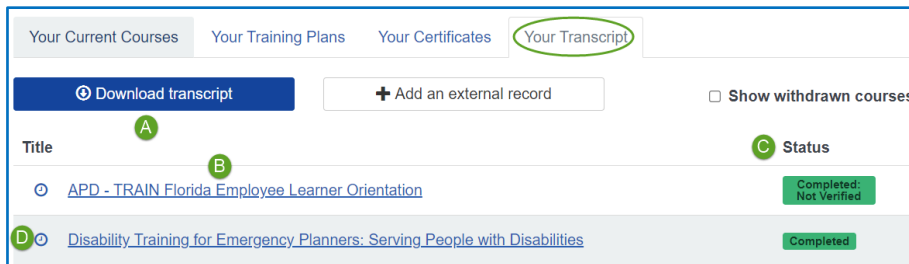 Your Current Courses Your Training Plans Your Certificates Your Transcript
Download transcript Add an external record Show withdrawn courses
A
Title C Status
B
APD - TRAIN Florida Employee Learner Orientation Completed:
Not Verified
D Disability Training for Emergency Planners: Serving People with Disabilities Completed